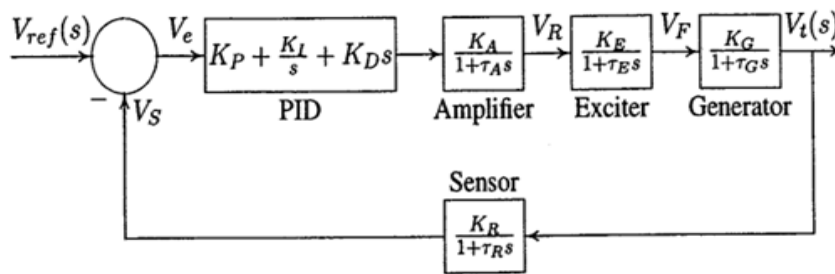 V_ref(s) V_e K_P + K_I/s + K_D s K_A/(1+τ_A s) V_R K_E/(1+τ_E s) V_F K_G/(1+τ_G s) V_t(s)
− V_S PID Amplifier Exciter Generator
Sensor
K_R/(1+τ_R s)